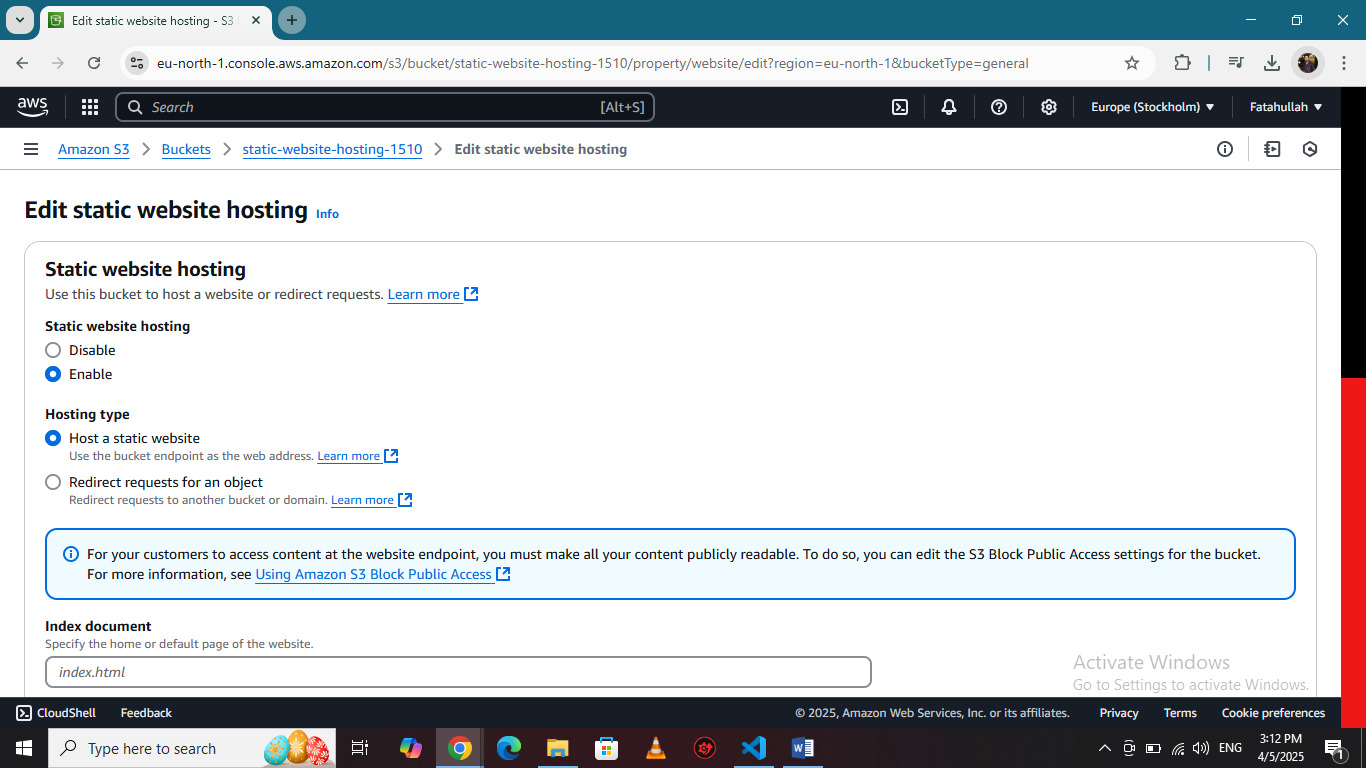 Edit static website hosting - S3
eu-north-1.console.aws.amazon.com/s3/bucket/static-website-hosting-1510/property/website/edit?region=eu-north-1&bucketType=general
aws Search [Alt+S] Europe (Stockholm) Fatahullah
Amazon S3 Buckets static-website-hosting-1510 Edit static website hosting
Edit static website hosting Info
Static website hosting
Use this bucket to host a website or redirect requests. Learn more
Static website hosting
Disable
Enable
Hosting type
Host a static website
Use the bucket endpoint as the web address. Learn more
Redirect requests for an object
Redirect requests to another bucket or domain. Learn more
For your customers to access content at the website endpoint, you must make all your content publicly readable. To do so, you can edit the S3 Block Public Access settings for the bucket.
For more information, see Using Amazon S3 Block Public Access
Index document
Specify the home or default page of the website.
index.html
Activate Windows
Go to Settings to activate Windows.
CloudShell Feedback © 2025, Amazon Web Services, Inc. or its affiliates. Privacy Terms Cookie preferences
Type here to search ENG 3:12 PM
4/5/2025 1